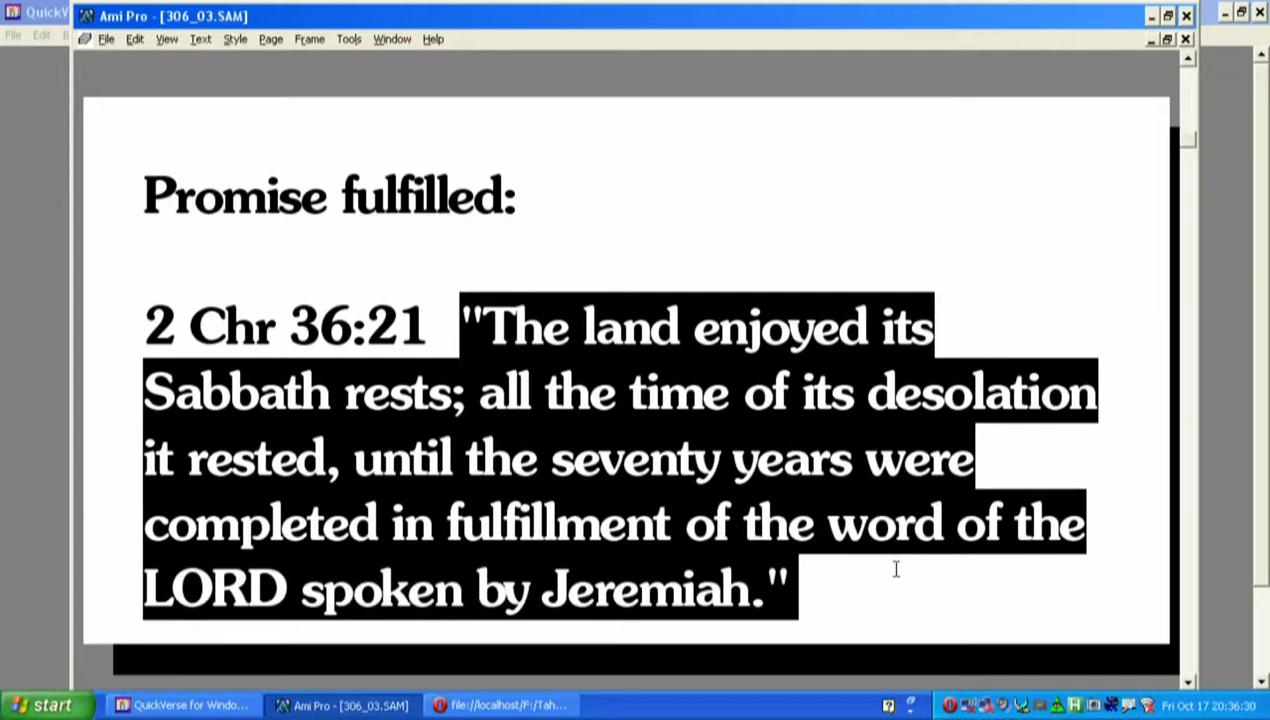 QuickV
Ami Pro - [306_03.SAM]
File Edit B
File Edit View Text Style Page Frame Tools Window Help
Promise fulfilled:
2 Chr 36:21 "The land enjoyed its
Sabbath rests; all the time of its desolation
it rested, until the seventy years were
completed in fulfillment of the word of the
LORD spoken by Jeremiah."
start QuickVerse for Windo... Ami Pro - [306_03.SAM] file://localhost/F:/Tah... Fri Oct 17 20:36:30